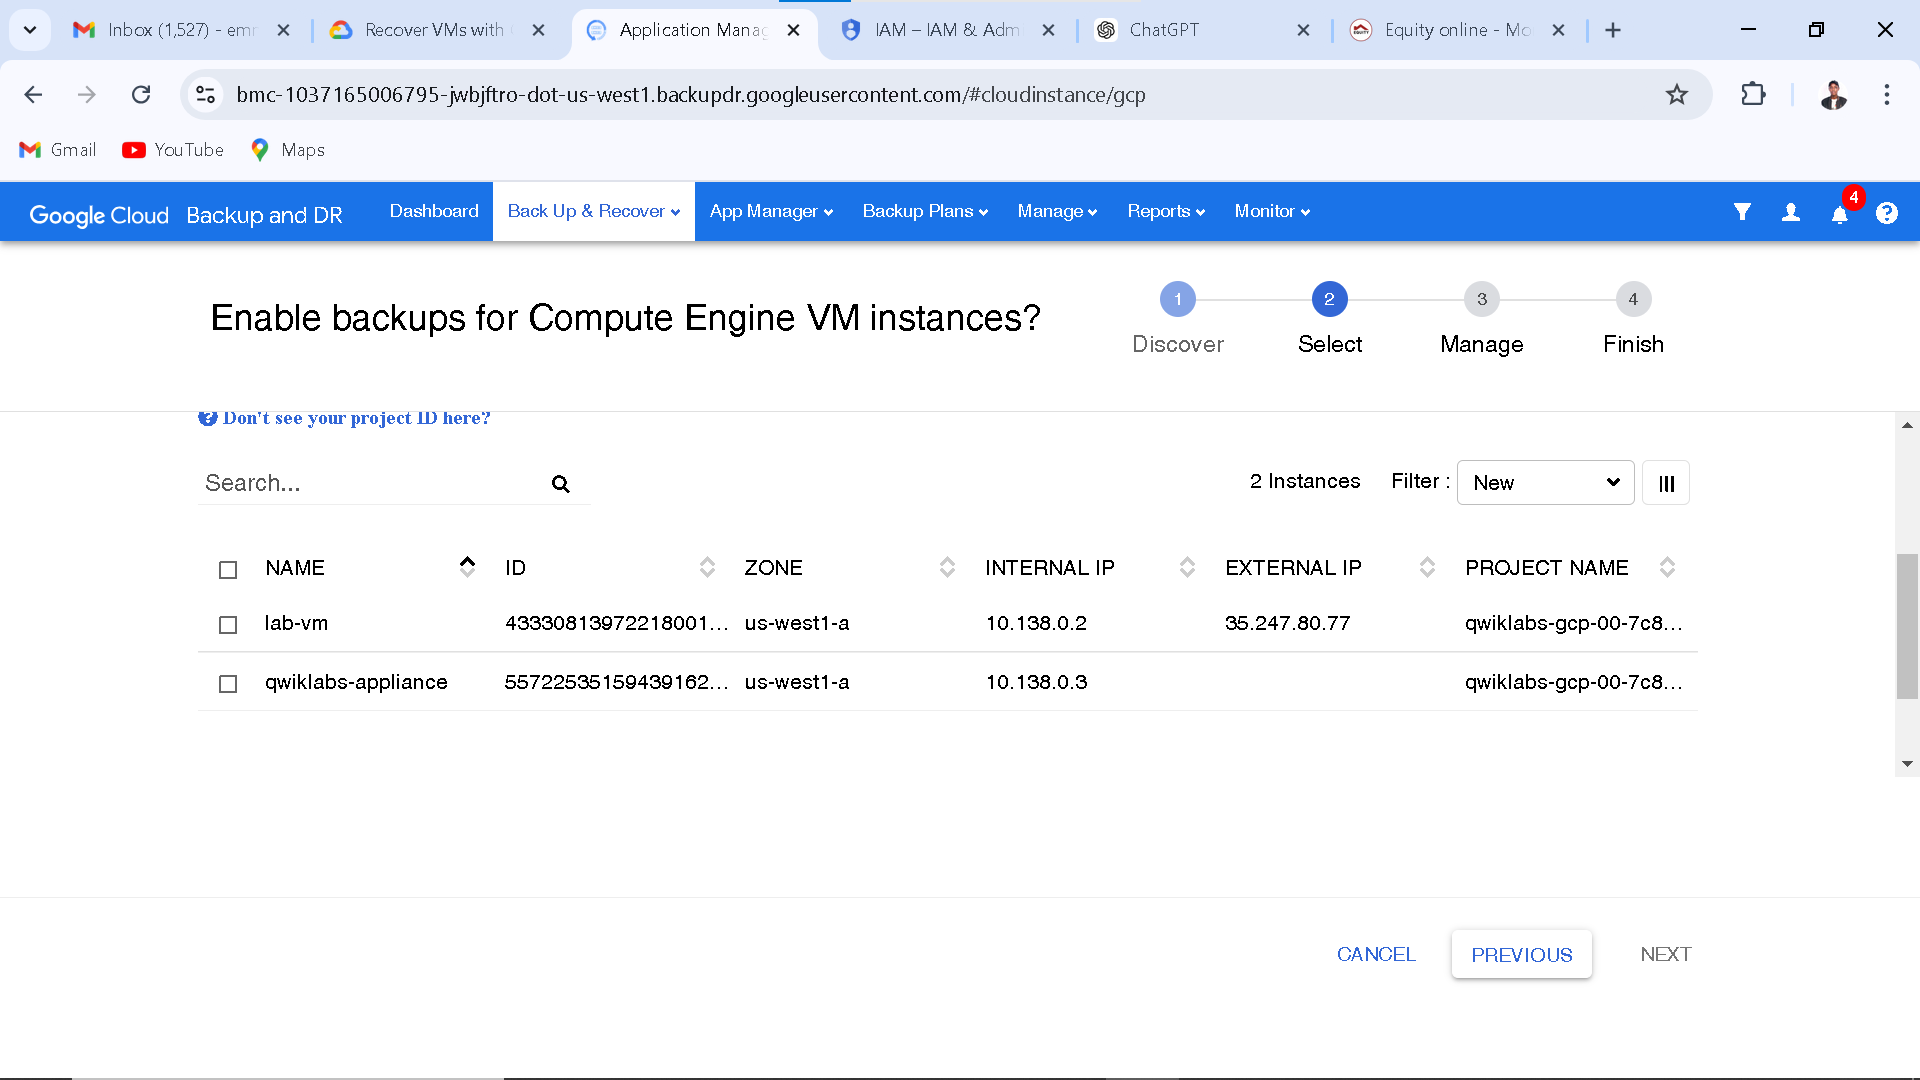 Inbox (1,527) - em
Recover VMs with
Application Manag
IAM – IAM & Adm
ChatGPT
Equity online - Mo
bmc-1037165006795-jwbjftro-dot-us-west1.backupdr.googleusercontent.com/#cloudinstance/gcp
Gmail
YouTube
Maps
Google Cloud Backup and DR
Dashboard
Back Up & Recover
App Manager
Backup Plans
Manage
Reports
Monitor
4
Enable backups for Compute Engine VM instances?
1 2 3 4
Discover Select Manage Finish
Don't see your project ID here?
Search...
2 Instances Filter : New
NAME ID ZONE INTERNAL IP EXTERNAL IP PROJECT NAME
lab-vm 43330813972218001... us-west1-a 10.138.0.2 35.247.80.77 qwiklabs-gcp-00-7c8...
qwiklabs-appliance 55722535159439162... us-west1-a 10.138.0.3 qwiklabs-gcp-00-7c8...
CANCEL PREVIOUS NEXT